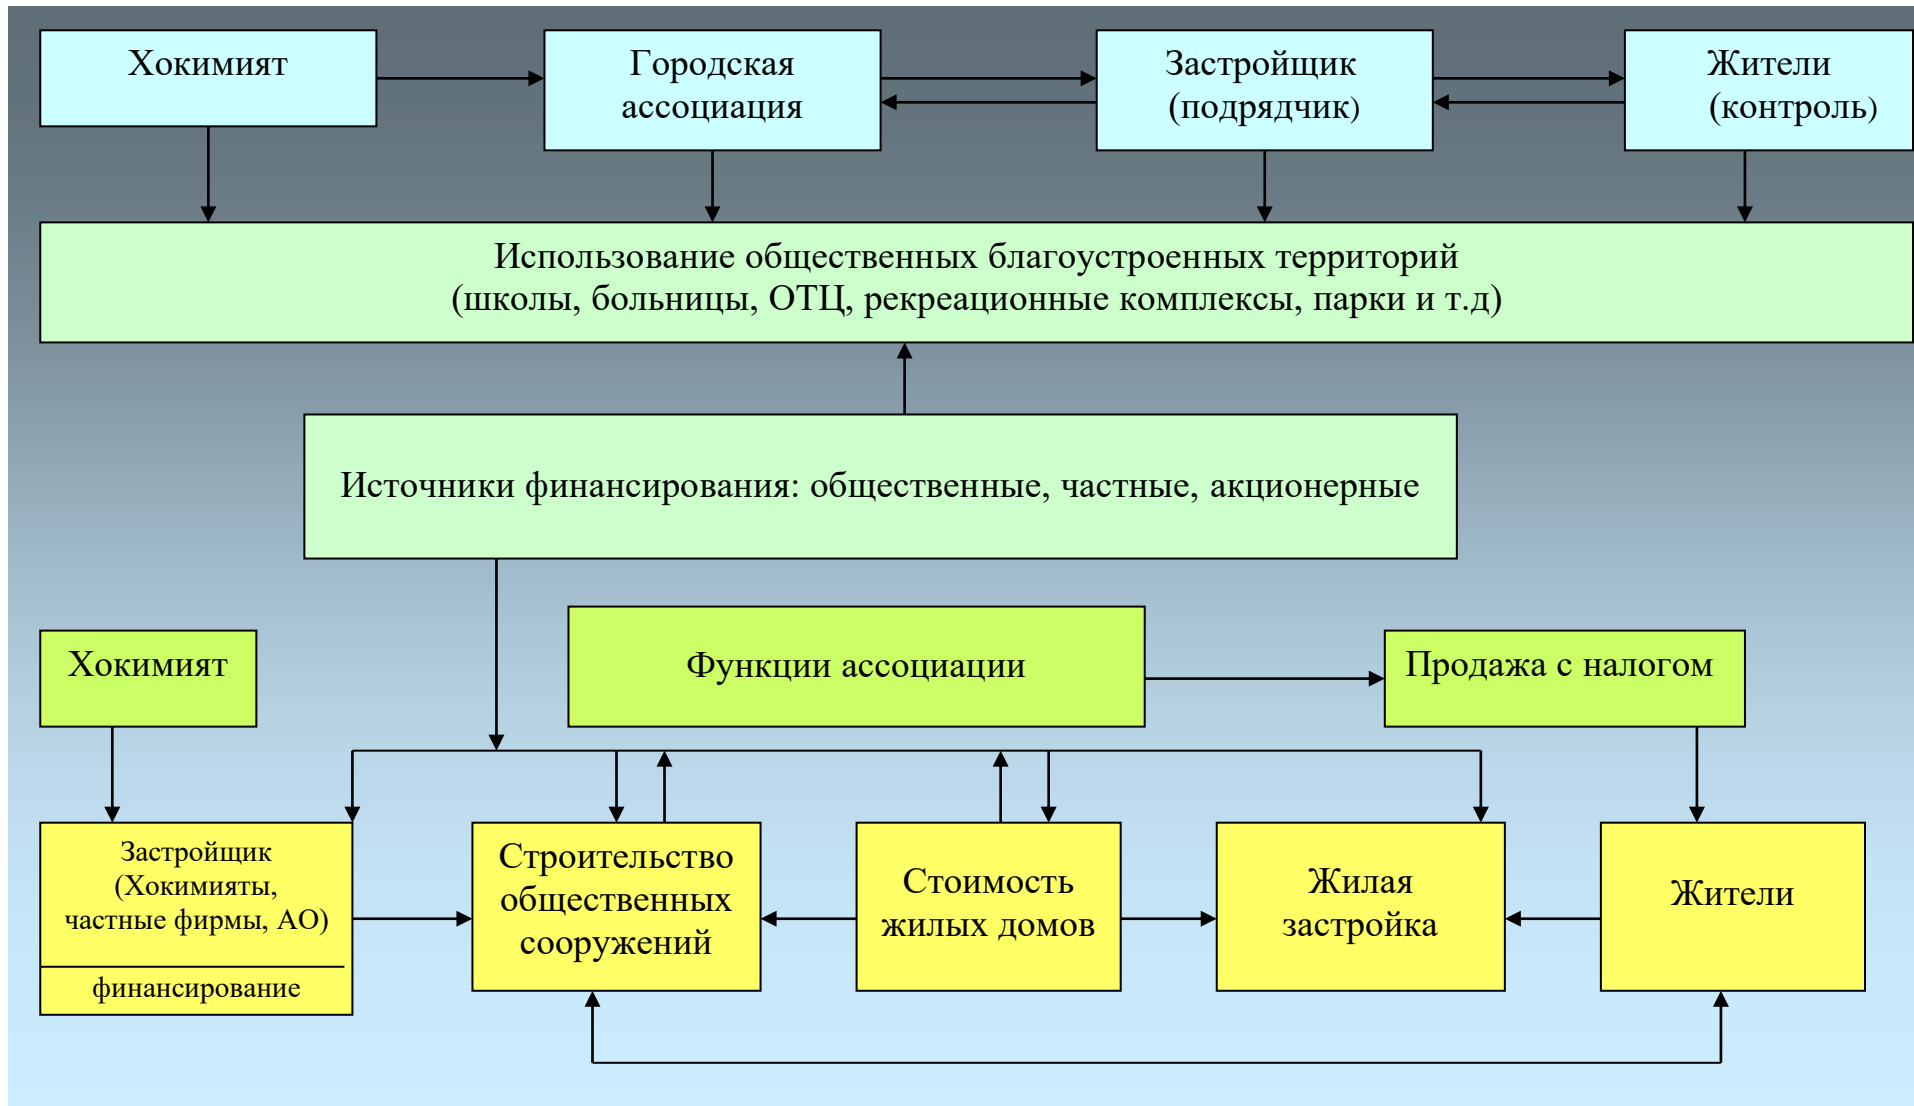 Хокимият
Городская
ассоциация
Застройщик
(подрядчик)
Жители
(контроль)
Использование общественных благоустроенных территорий
(школы, больницы, ОТЦ, рекреационные комплексы, парки и т.д)
Источники финансирования: общественные, частные, акционерные
Хокимият
Функции ассоциации
Продажа с налогом
Застройщик
(Хокимияты,
частные фирмы, АО)
финансирование
Строительство
общественных
сооружений
Стоимость
жилых домов
Жилая
застройка
Жители